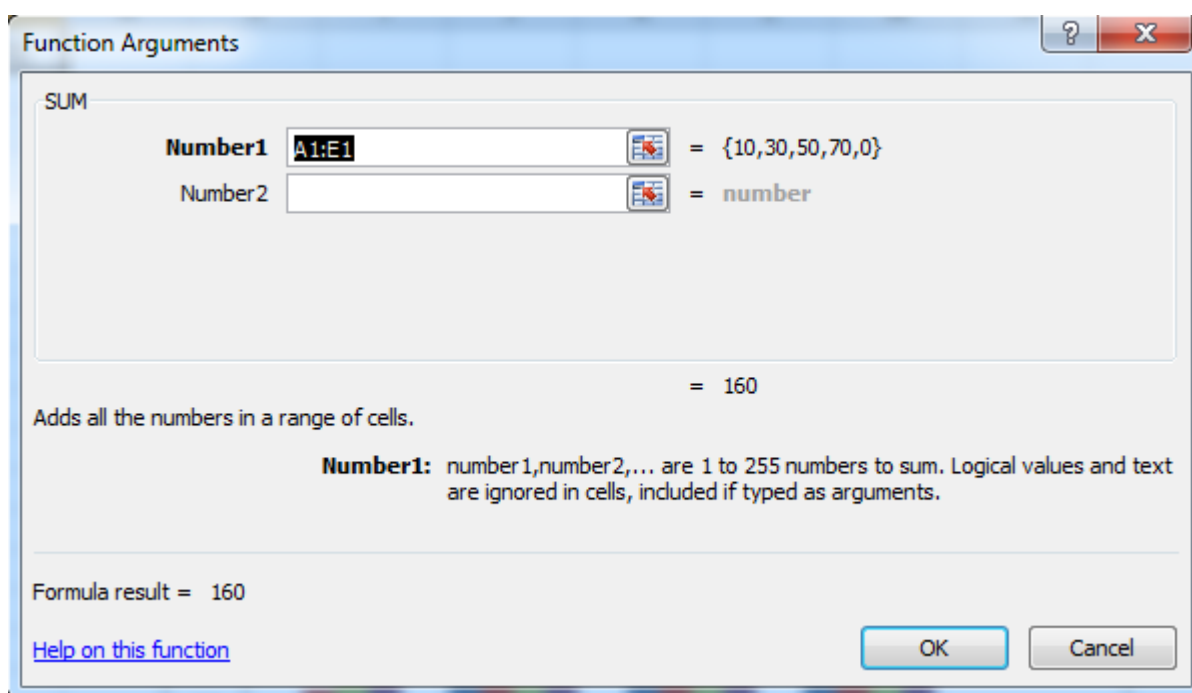 Function Arguments
SUM
Number1 A1:E1 = {10,30,50,70,0}
Number2 = number
= 160
Adds all the numbers in a range of cells.
Number1: number1,number2,... are 1 to 255 numbers to sum. Logical values and text
are ignored in cells, included if typed as arguments.
Formula result = 160
Help on this function OK Cancel